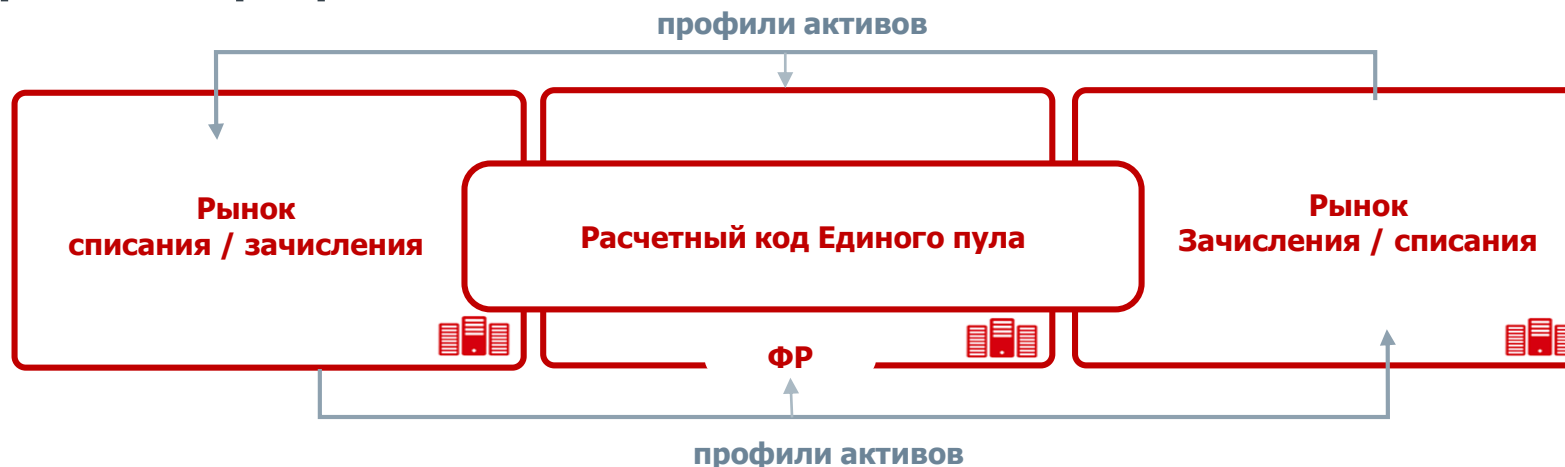 профили активов
Рынок
списания / зачисления
Расчетный код Единого пула
Рынок
Зачисления / списания
ФР
профили активов